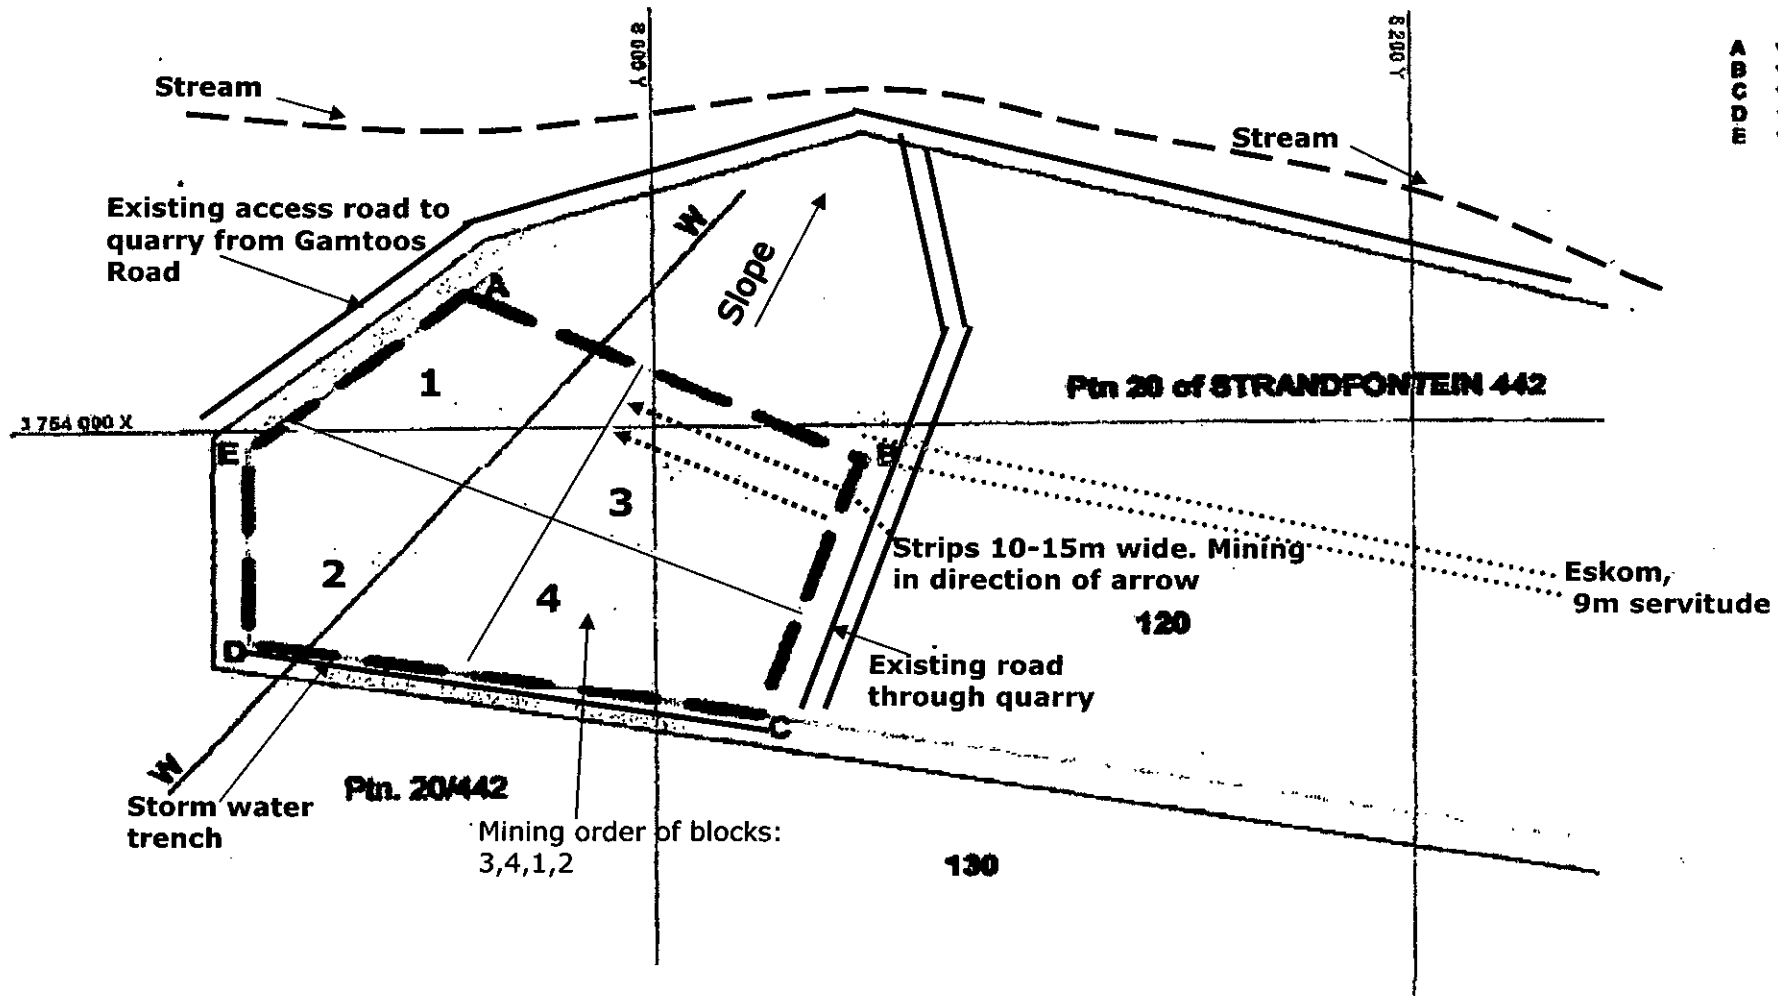 8 000 Y
8 200 Y
A
B
C
D
E
Stream
Stream
Existing access road to
quarry from Gamtoos
Road
W
Slope
A
1
Ptn 20 of STRANDFONTEIN 442
3 754 000 X
E
B
3
Strips 10-15m wide. Mining
in direction of arrow
Eskom,
9m servitude
2
4
120
D
Existing road
through quarry
C
W
Ptn. 20/442
Storm water
trench
Mining order of blocks:
3,4,1,2
130